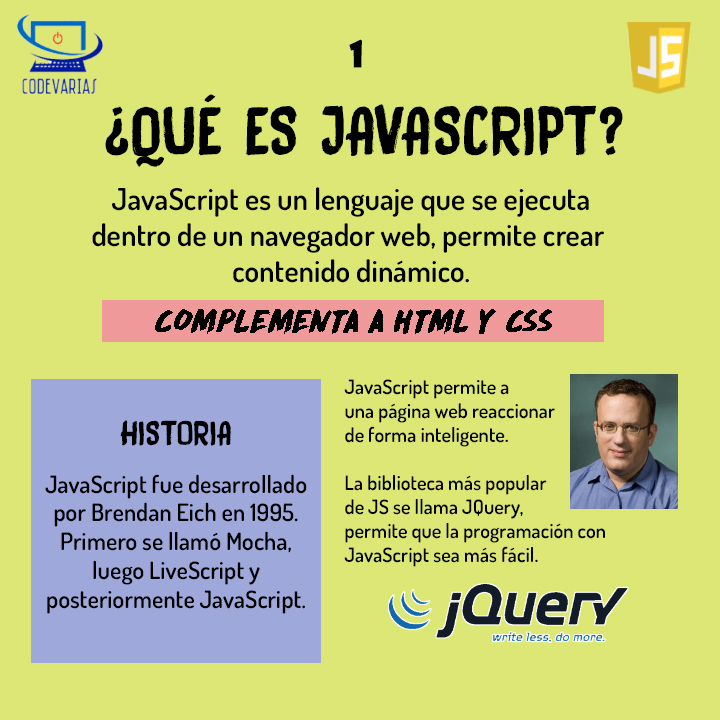 CODEVARIAS
1
JS
¿QUÉ ES JAVASCRIPT?
JavaScript es un lenguaje que se ejecuta
dentro de un navegador web, permite crear
contenido dinámico.
COMPLEMENTA A HTML Y CSS
HISTORIA
JavaScript fue desarrollado
por Brendan Eich en 1995.
Primero se llamó Mocha,
luego LiveScript y
posteriormente JavaScript.
JavaScript permite a
una página web reaccionar
de forma inteligente.
La biblioteca más popular
de JS se llama JQuery,
permite que la programación con
JavaScript sea más fácil.
jQuery
write less. do more.